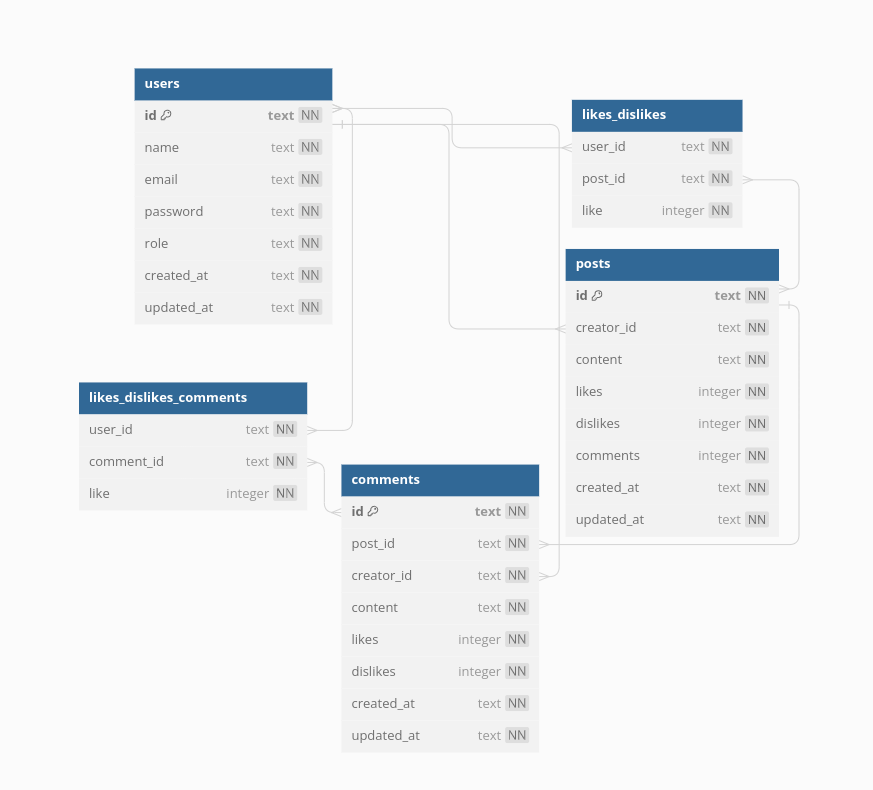 users
id text NN
name text NN
email text NN
password text NN
role text NN
created_at text NN
updated_at text NN
likes_dislikes
user_id text NN
post_id text NN
like integer NN
posts
id text NN
creator_id text NN
content text NN
likes integer NN
dislikes integer NN
comments integer NN
created_at text NN
updated_at text NN
likes_dislikes_comments
user_id text NN
comment_id text NN
like integer NN
comments
id text NN
post_id text NN
creator_id text NN
content text NN
likes integer NN
dislikes integer NN
created_at text NN
updated_at text NN